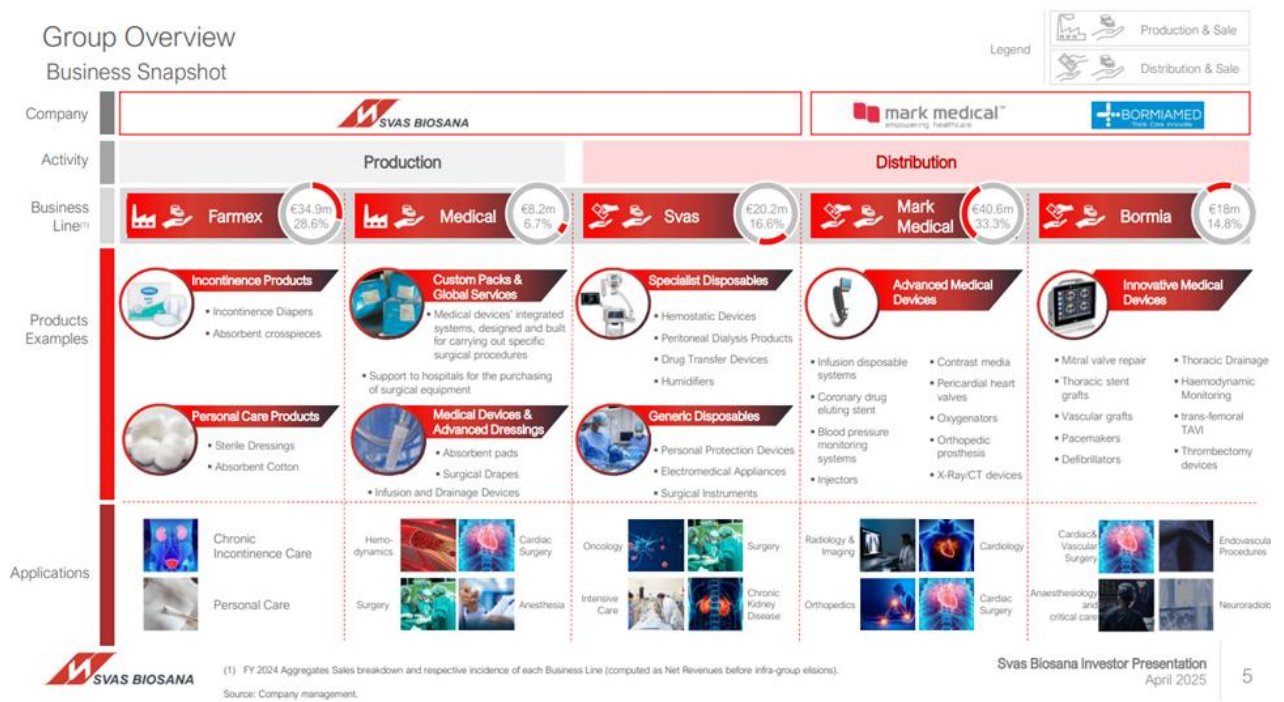 Group Overview
Business Snapshot
Legend
Production & Sale
Distribution & Sale
Company
SVAS BIOSANA
mark medical™
empowering healthcare
BORMIAMED
Think Care Innovate
Activity
Production
Distribution
Business
Line(1)
Farmex
€34.9m
28.6%
Medical
€8.2m
6.7%
Svas
€20.2m
16.6%
Mark
Medical
€40.6m
33.3%
Bormia
€18m
14.8%
Products
Examples
Incontinence Products
▪ Incontinence Diapers
▪ Absorbent crosspieces
Personal Care Products
▪ Sterile Dressings
▪ Absorbent Cotton
Custom Packs &
Global Services
▪ Medical devices' integrated
systems, designed and built
for carrying out specific
surgical procedures
▪ Support to hospitals for the purchasing
of surgical equipment
Medical Devices &
Advanced Dressings
▪ Absorbent pads
▪ Surgical Drapes
▪ Infusion and Drainage Devices
Specialist Disposables
▪ Hemostatic Devices
▪ Peritoneal Dialysis Products
▪ Drug Transfer Devices
▪ Humidifiers
Generic Disposables
▪ Personal Protection Devices
▪ Electromedical Appliances
▪ Surgical Instruments
Advanced Medical
Devices
▪ Infusion disposable
systems
▪ Coronary drug
eluting stent
▪ Blood pressure
monitoring
systems
▪ Injectors
▪ Contrast media
▪ Pericardial heart
valves
▪ Oxygenators
▪ Orthopedic
prosthesis
▪ X-Ray/CT devices
Innovative Medical
Devices
▪ Mitral valve repair
▪ Thoracic stent
grafts
▪ Vascular grafts
▪ Pacemakers
▪ Defibrillators
▪ Thoracic Drainage
▪ Haemodynamic
Monitoring
▪ trans-femoral
TAVI
▪ Thrombectomy
devices
Applications
Chronic
Incontinence Care
Personal Care
Hemo-
dynamics
Cardiac
Surgery
Surgery
Anesthesia
Oncology
Surgery
Intensive
Care
Chronic
Kidney
Disease
Radiology &
Imaging
Cardiology
Orthopedics
Cardiac
Surgery
Cardiac&
Vascular
Surgery
Endovascula
Procedures
Anaesthesiology
and
critical care
Neuroradiolo
SVAS BIOSANA
(1) FY 2024 Aggregates Sales breakdown and respective incidence of each Business Line (computed as Net Revenues before infra-group elisions).
Source: Company management.
Svas Biosana Investor Presentation
April 2025
5